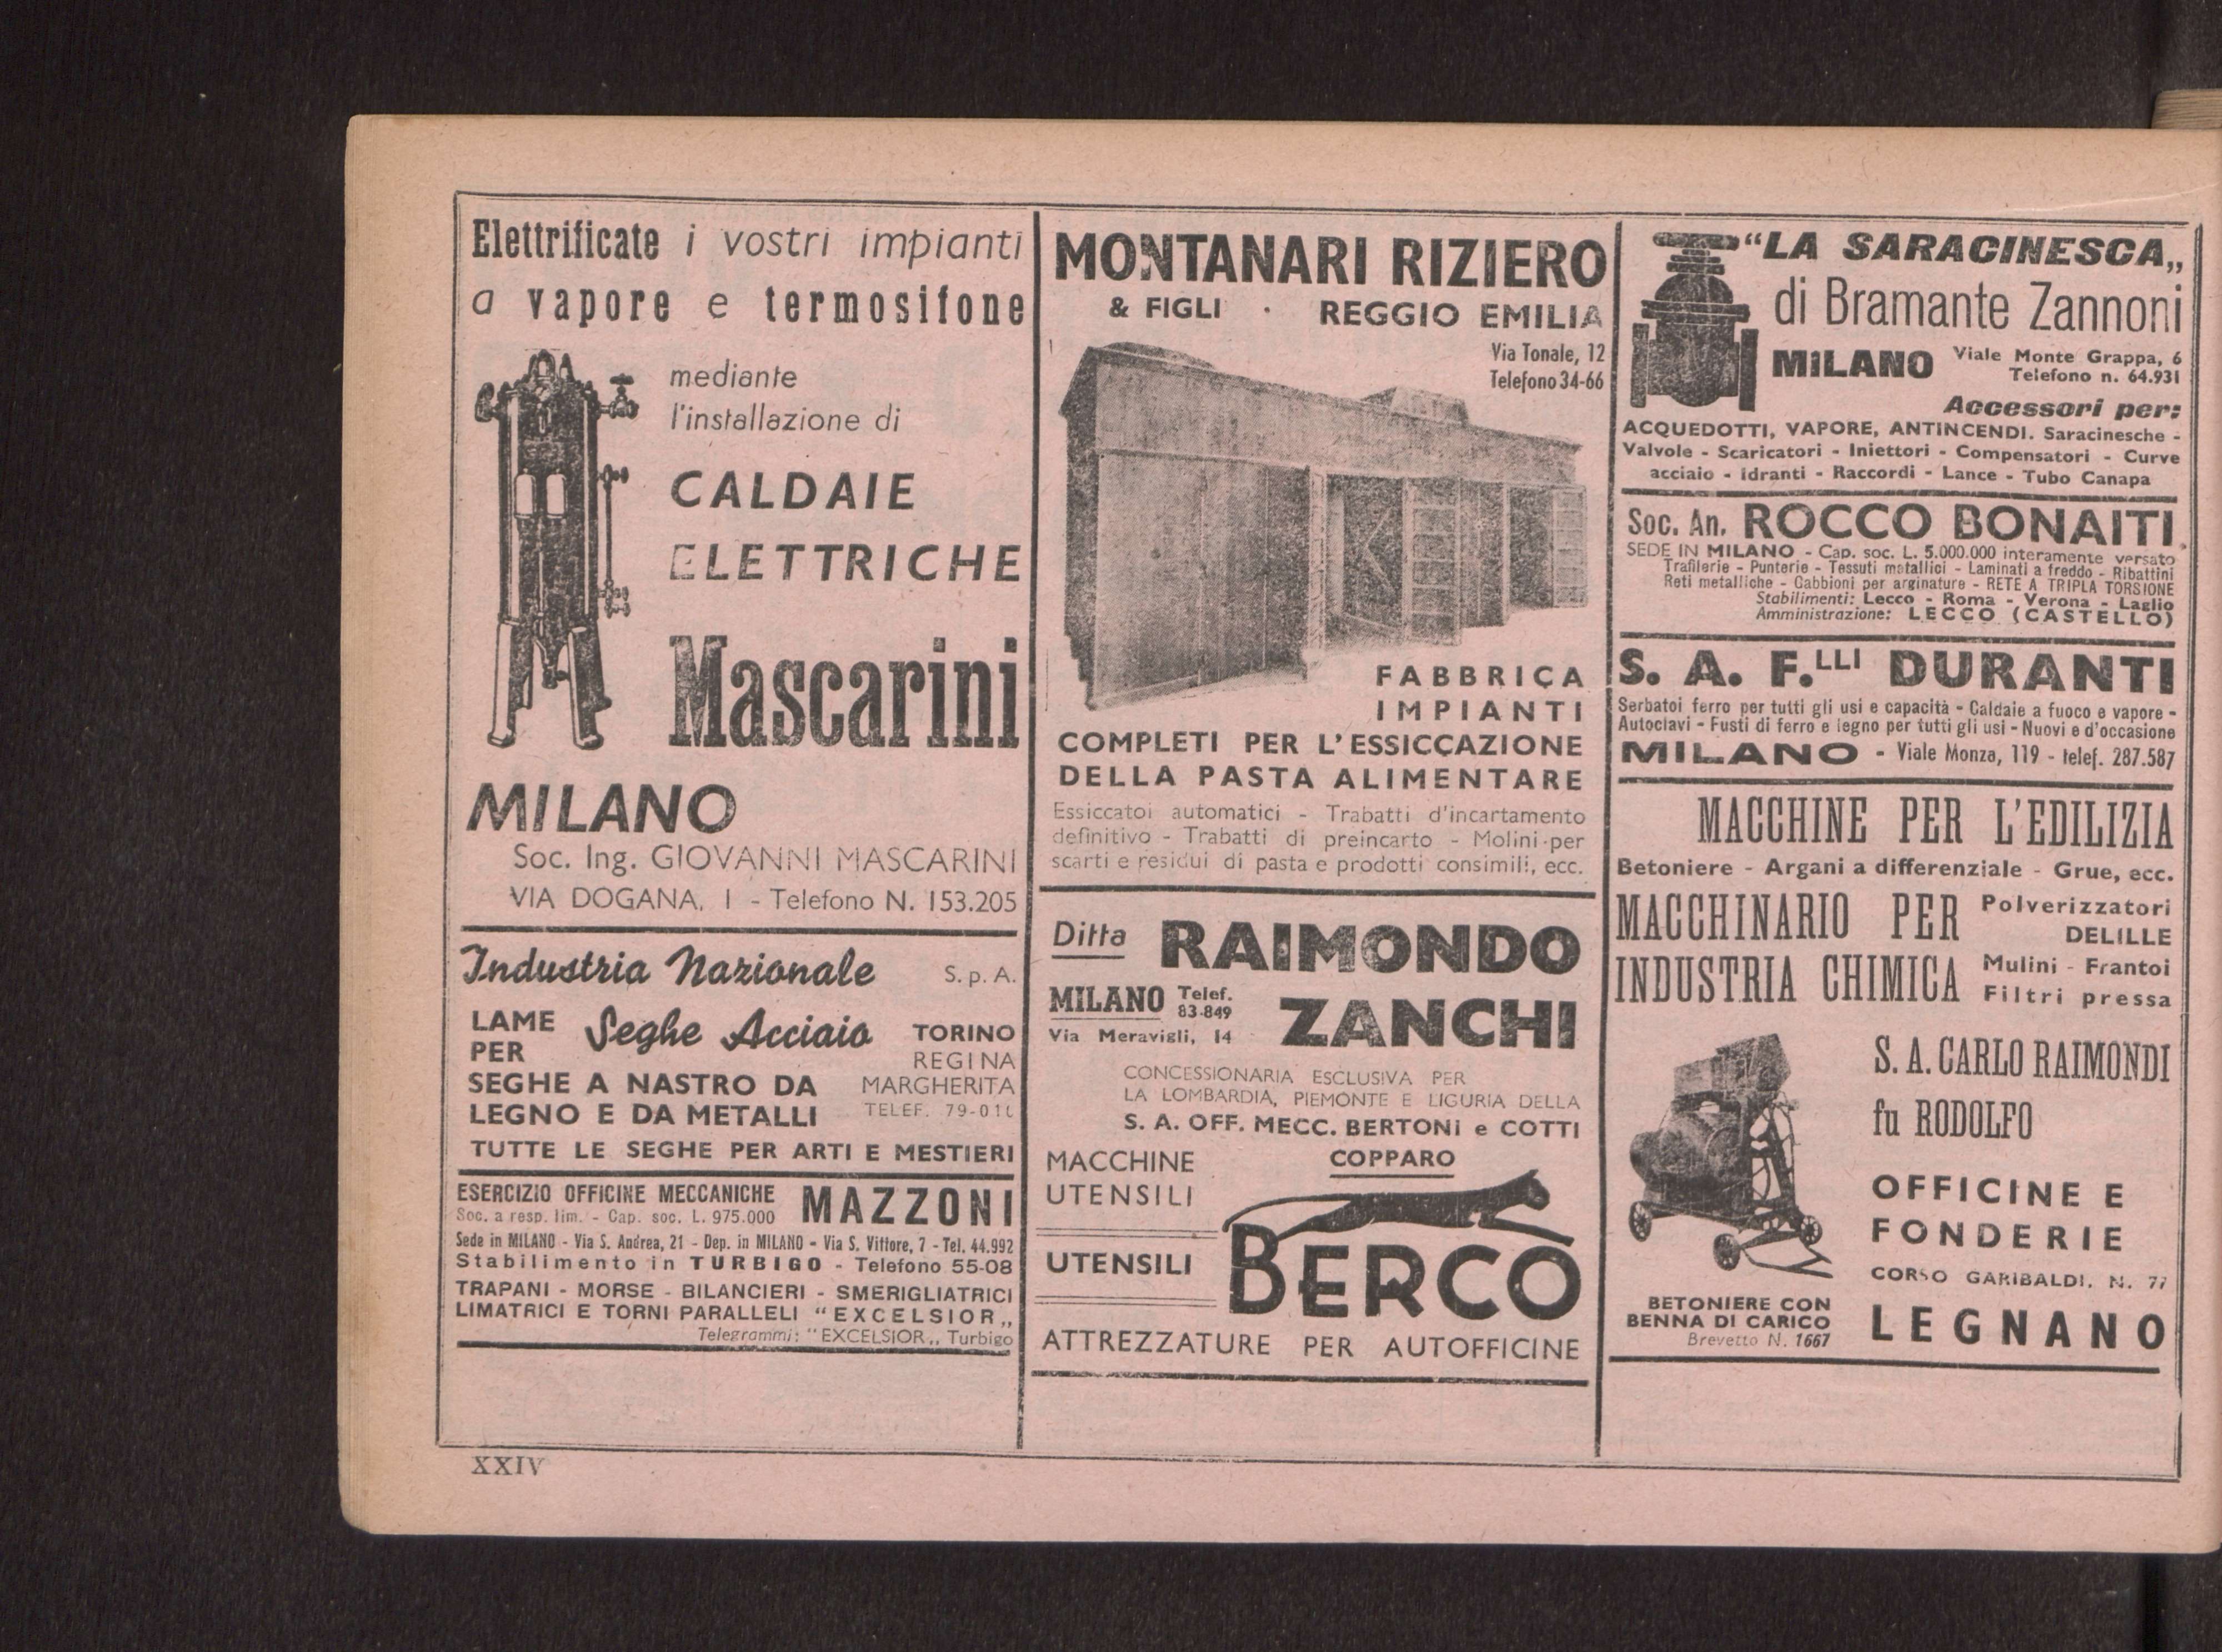 Elettrificate i vostri impianti
a vapore e termosifone
mediante
l'installazione di
CALDAIE
ELETTRICHE
Mascarini
MILANO
Soc. Ing. GIOVANNI MASCARINI
VIA DOGANA, 1 - Telefono N. 153.205
Industria Nazionale S.p.A.
Seghe Acciaio
LAME
PER
SEGHE A NASTRO DA
LEGNO E DA METALLI
TORINO
REGINA
MARGHERITA
TELEF.
TUTTE LE SEGHE PER ARTI E MESTIERI
ESERCIZIO OFFICINE MECCANICHE MAZZONI
Soc. a resp. lim. - Cap. soc. L. 975.000
Sede in MILANO - Via S. Andrea, 21 - Dep. in MILANO - Via S. Vittore, 7 - Tel. 44.992
Stabilimento in TURBIGO - Telefono 55-08
TRAPANI - MORSE - BILANCIERI - SMERIGLIATRICI
LIMATRICI E TORNI PARALLELI “EXCELSIOR„
Telegrammi: “EXCELSIOR„ Turbigo
XXIV
MONTANARI RIZIERO
& FIGLI · REGGIO EMILIA
Via Tonale, 12
Telefono 34-66
FABBRICA
IMPIANTI
COMPLETI PER L'ESSICCAZIONE
DELLA PASTA ALIMENTARE
Essiccatoi automatici - Trabatti d'incartamento
definitivo - Trabatti di preincarto - Molini per
scarti e residui di pasta e prodotti consimili, ecc.
Ditta RAIMONDO
ZANCHI
MILANO Telef. 83-849
Via Meravigli, 14
CONCESSIONARIA ESCLUSIVA PER
LA LOMBARDIA, PIEMONTE E LIGURIA DELLA
S. A. OFF. MECC. BERTONI e COTTI
COPPARO
MACCHINE
UTENSILI
UTENSILI
BERCO
ATTREZZATURE PER AUTOFFICINE
“LA SARACINESCA„
di Bramante Zannoni
MILANO Viale Monte Grappa, 6
Telefono n. 64.931
Accessori per:
ACQUEDOTTI, VAPORE, ANTINCENDI. Saracinesche -
Valvole - Scaricatori - Iniettori - Compensatori - Curve
acciaio - Idranti - Raccordi - Lance - Tubo Canapa
Soc. An. ROCCO BONAITI
SEDE IN MILANO - Cap. soc. L. 5.000.000 interamente versato
Trafilerie - Punterie - Tessuti metallici - Laminati a freddo - Ribattini
Reti metalliche - Gabbioni per arginature - RETE A TRIPLA TORSIONE
Stabilimenti: Lecco - Roma - Verona - Laglio
Amministrazione: LECCO (CASTELLO)
S. A. F.LLI DURANTI
Serbatoi ferro per tutti gli usi e capacità - Caldaie a fuoco e vapore -
Autoclavi - Fusti di ferro e legno per tutti gli usi - Nuovi e d'occasione
MILANO - Viale Monza, 119 - telef. 287.587
MACCHINE PER L'EDILIZIA
Betoniere - Argani a differenziale - Grue, ecc.
MACCHINARIO PER
INDUSTRIA CHIMICA
Polverizzatori
DELILLE
Mulini - Frantoi
Filtri pressa
S. A. CARLO RAIMONDI
fu RODOLFO
OFFICINE E
FONDERIE
CORSO GARIBALDI, N. 77
LEGNANO
BETONIERE CON
BENNA DI CARICO
Brevetto N. 1667